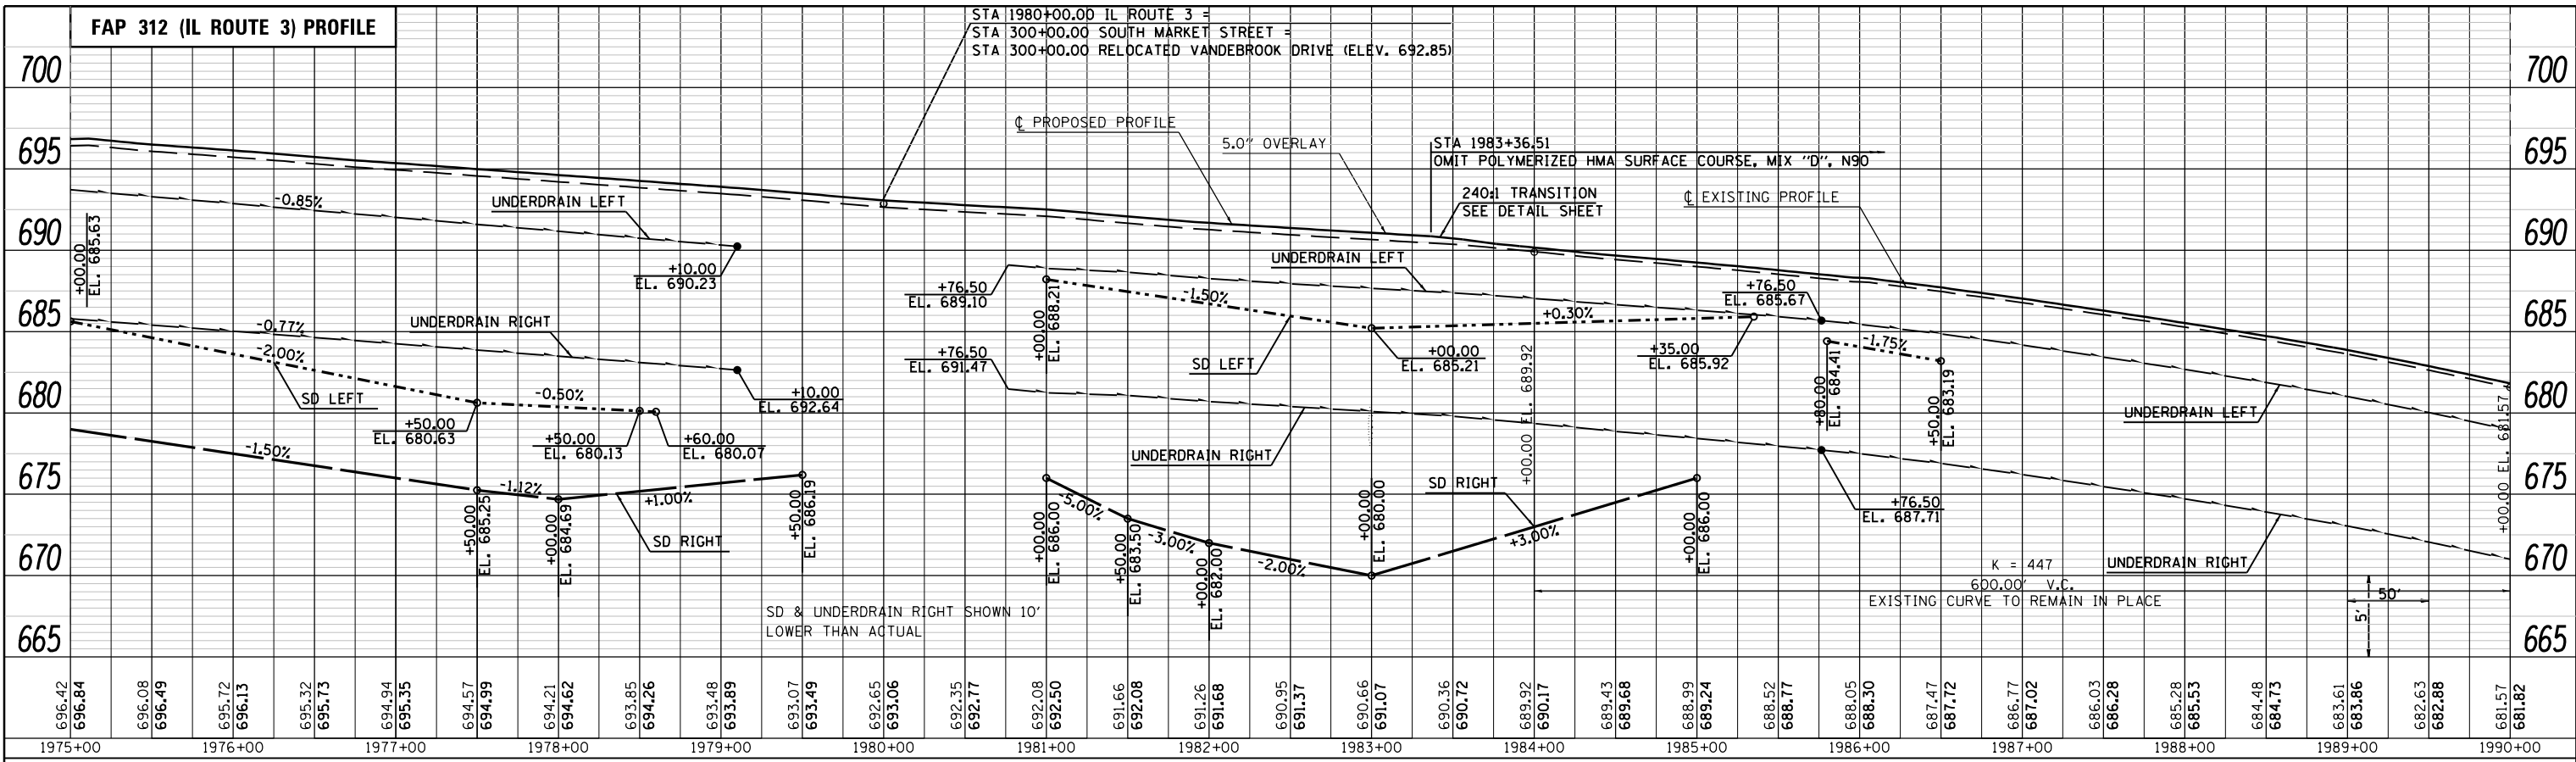 FAP 312 (IL ROUTE 3) PROFILE
STA 1980+00.00 IL ROUTE 3 =
STA 300+00.00 SOUTH MARKET STREET =
STA 300+00.00 RELOCATED VANDEBROOK DRIVE (ELEV. 692.85)
700
700
℄ PROPOSED PROFILE
5.0" OVERLAY
STA 1983+36.51
OMIT POLYMERIZED HMA SURFACE COURSE, MIX "D", N90
695
695
240:1 TRANSITION
SEE DETAIL SHEET
℄ EXISTING PROFILE
-0.85%
UNDERDRAIN LEFT
690
690
+00.00
EL. 685.63
+10.00
EL. 690.23
UNDERDRAIN LEFT
+76.50
EL. 689.10
+00.00
EL. 688.21
-1.50%
+0.30%
+76.50
EL. 685.67
685
685
-0.77%
UNDERDRAIN RIGHT
-2.00%
SD LEFT
-0.50%
+76.50
EL. 691.47
SD LEFT
+00.00
EL. 685.21
+35.00
EL. 685.92
-1.75%
+80.00
EL. 684.41
+50.00
EL. 683.19
+00.00 EL. 689.92
680
680
SD LEFT
+10.00
EL. 692.64
+50.00
EL. 680.63
+50.00
EL. 680.13
+60.00
EL. 680.07
UNDERDRAIN LEFT
-1.50%
UNDERDRAIN RIGHT
+00.00 EL. 681.57
675
675
-1.12%
+1.00%
SD RIGHT
+50.00
EL. 685.25
+00.00
EL. 684.69
SD RIGHT
+50.00
EL. 686.19
+00.00
EL. 686.00
-5.00%
+50.00
EL. 683.50
-3.00%
+00.00
EL. 682.00
-2.00%
+00.00
EL. 680.00
+3.00%
+00.00
EL. 686.00
+76.50
EL. 687.71
670
670
UNDERDRAIN RIGHT
K = 447
600.00' V.C.
EXISTING CURVE TO REMAIN IN PLACE
50'
5'
SD & UNDERDRAIN RIGHT SHOWN 10'
LOWER THAN ACTUAL
665
665
696.42
696.84
696.08
696.49
695.72
696.13
695.32
695.73
694.94
695.35
694.57
694.99
694.21
694.62
693.85
694.26
693.48
693.89
693.07
693.49
692.65
693.06
692.35
692.77
692.08
692.50
691.66
692.08
691.26
691.68
690.95
691.37
690.66
691.07
690.36
690.72
689.92
690.17
689.43
689.68
688.99
689.24
688.52
688.77
688.05
688.30
687.47
687.72
686.77
687.02
686.03
686.28
685.28
685.53
684.48
684.73
683.61
683.86
682.63
682.88
681.57
681.82
1975+00
1976+00
1977+00
1978+00
1979+00
1980+00
1981+00
1982+00
1983+00
1984+00
1985+00
1986+00
1987+00
1988+00
1989+00
1990+00